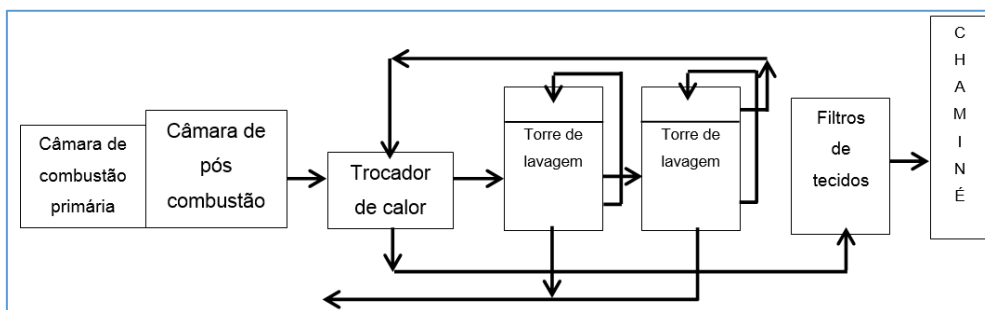 Câmara de
combustão
primária
Câmara de
pós
combustão
Trocador
de calor
Torre de
lavagem
Torre de
lavagem
Filtros
de
tecidos
C
H
A
M
I
N
É